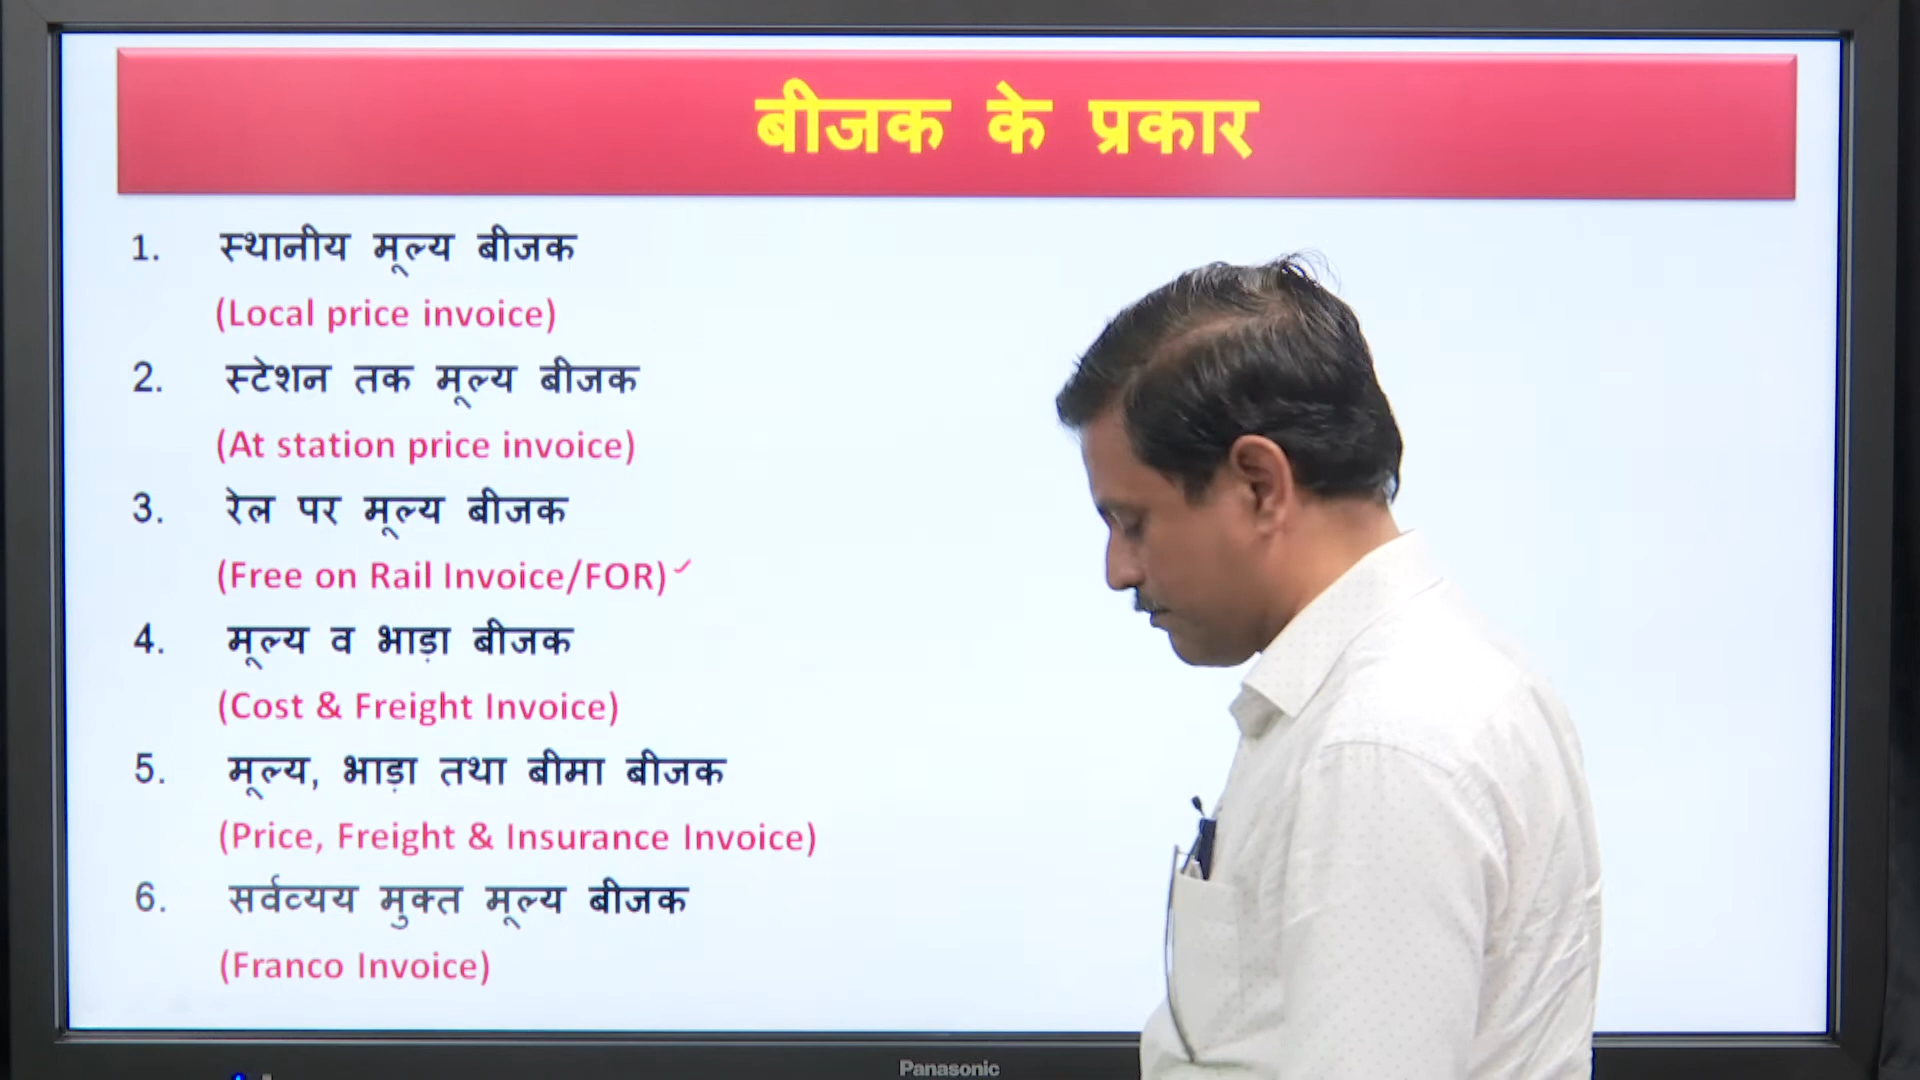 बीजक के प्रकार
1. स्थानीय मूल्य बीजक
(Local price invoice)
2. स्टेशन तक मूल्य बीजक
(At station price invoice)
3. रेल पर मूल्य बीजक
(Free on Rail Invoice/FOR)
4. मूल्य व भाड़ा बीजक
(Cost & Freight Invoice)
5. मूल्य, भाड़ा तथा बीमा बीजक
(Price, Freight & Insurance Invoice)
6. सर्वव्यय मुक्त मूल्य बीजक
(Franco Invoice)
Panasonic